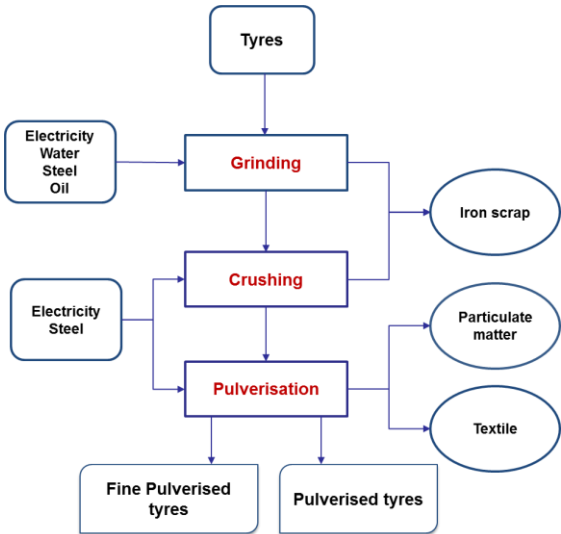 Tyres
Electricity
Water
Steel
Oil
Grinding
Iron scrap
Crushing
Electricity
Steel
Particulate
matter
Pulverisation
Textile
Fine Pulverised
tyres
Pulverised tyres